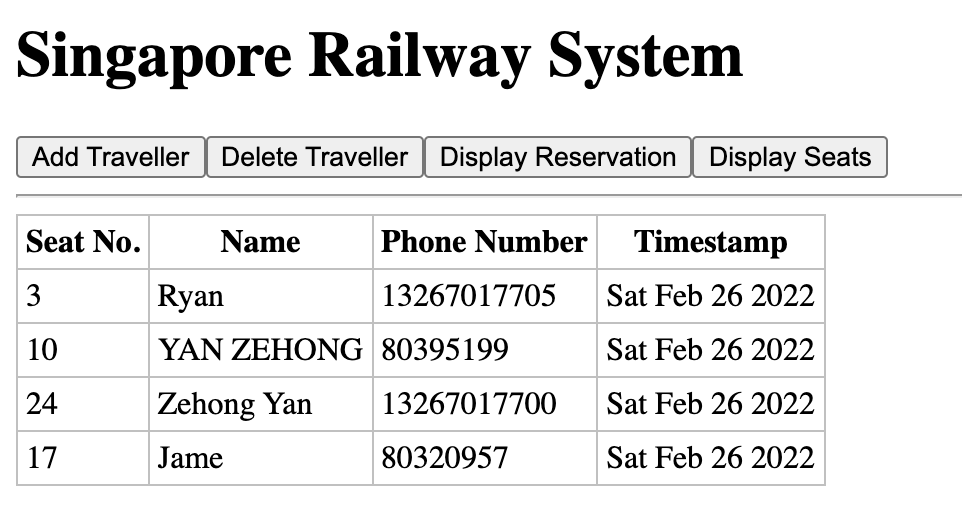 Singapore Railway System
Add Traveller Delete Traveller Display Reservation Display Seats
Seat No. Name Phone Number Timestamp
3 Ryan 13267017705 Sat Feb 26 2022
10 YAN ZEHONG 80395199 Sat Feb 26 2022
24 Zehong Yan 13267017700 Sat Feb 26 2022
17 Jame 80320957 Sat Feb 26 2022